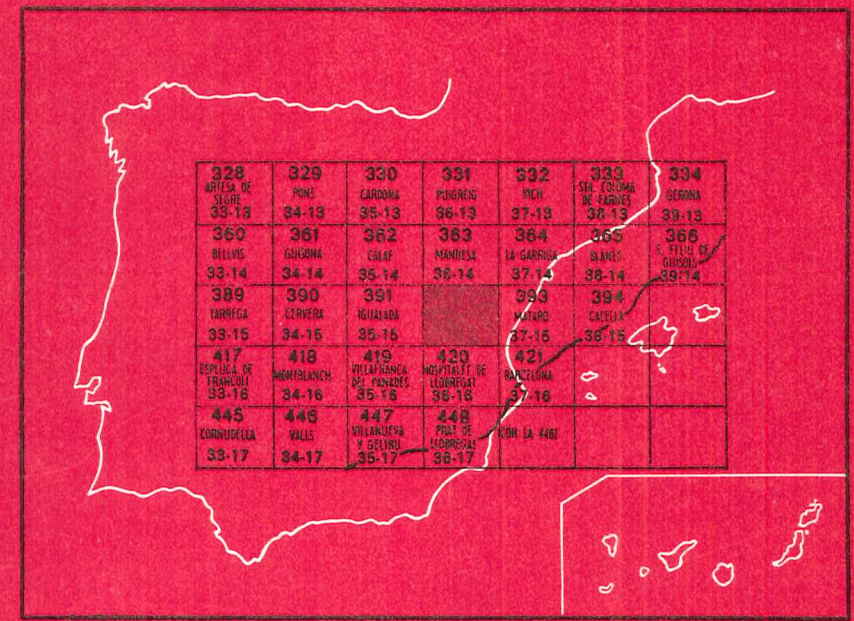 328 329 330 331 332 333 334
ARTESA DE SEGRE PONS CARDONA PUIGREIG VICH STA. COLOMA DE FARNES GERONA
33-13 34-13 35-13 36-13 37-13 38-13 39-13
360 361 362 363 364 365 366
BELLVIS GUISONA CALAF MANRESA LA GARRIGA BLANES S. FELIU DE GUIXOLS
33-14 34-14 35-14 36-14 37-14 38-14 39-14
389 390 391 393 394
TARREGA CERVERA IGUALADA MATARO CALELLA
33-15 34-15 35-15 37-15 38-15
417 418 419 420 421
ESPLUGA DE FRANCOLI MONTBLANCH VILLAFRANCA DEL PANADES HOSPITALET DE LLOBREGAT BARCELONA
33-16 34-16 35-16 36-16 37-16
445 446 447 448
CORNUDELLA VALLS VILLANUEVA Y GELTRU PRAT DE LLOBREGAT CON LA
33-17 34-17 35-17 36-17